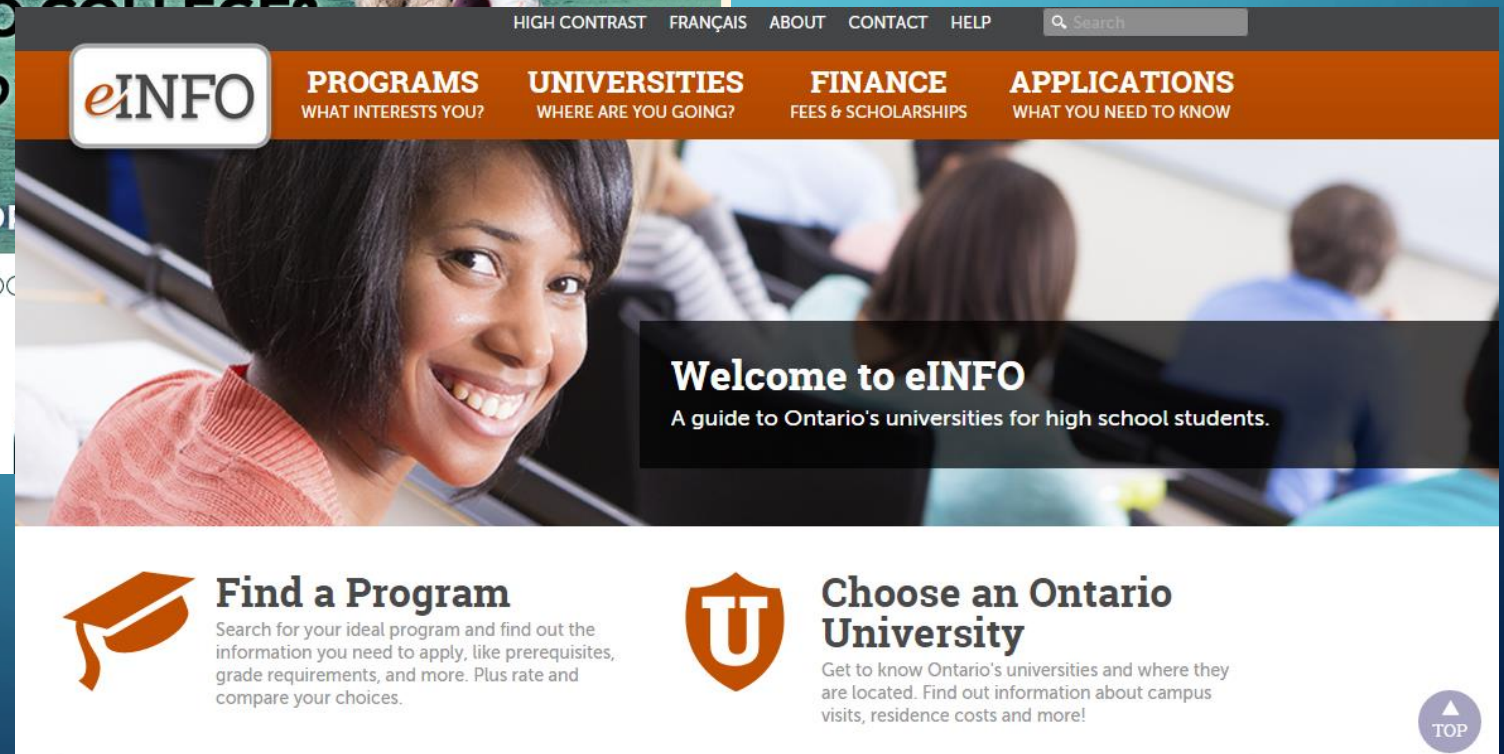 COLLEGE?
HIGH CONTRAST FRANÇAIS ABOUT CONTACT HELP Search
eINFO
PROGRAMS
WHAT INTERESTS YOU?
UNIVERSITIES
WHERE ARE YOU GOING?
FINANCE
FEES & SCHOLARSHIPS
APPLICATIONS
WHAT YOU NEED TO KNOW
Welcome to eINFO
A guide to Ontario's universities for high school students.
Find a Program
Search for your ideal program and find out the
information you need to apply, like prerequisites,
grade requirements, and more. Plus rate and
compare your choices.
U
Choose an Ontario
University
Get to know Ontario's universities and where they
are located. Find out information about campus
visits, residence costs and more!
TOP